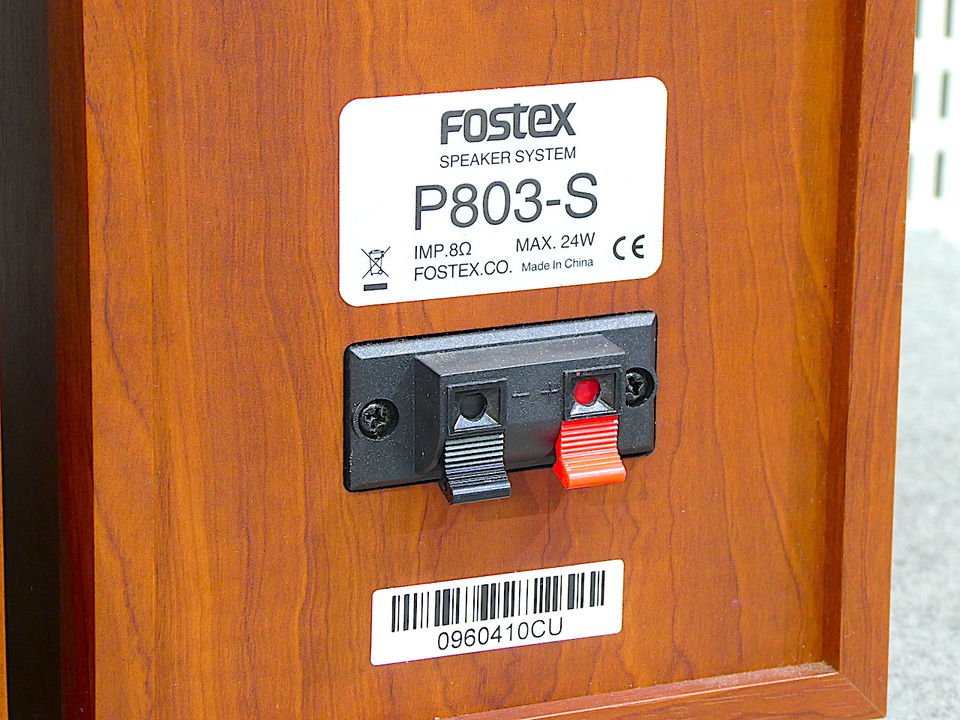 FOSTEX
SPEAKER SYSTEM
P803-S
IMP.8Ω MAX. 24W
FOSTEX.CO. Made In China
CE
- +
0960410CU